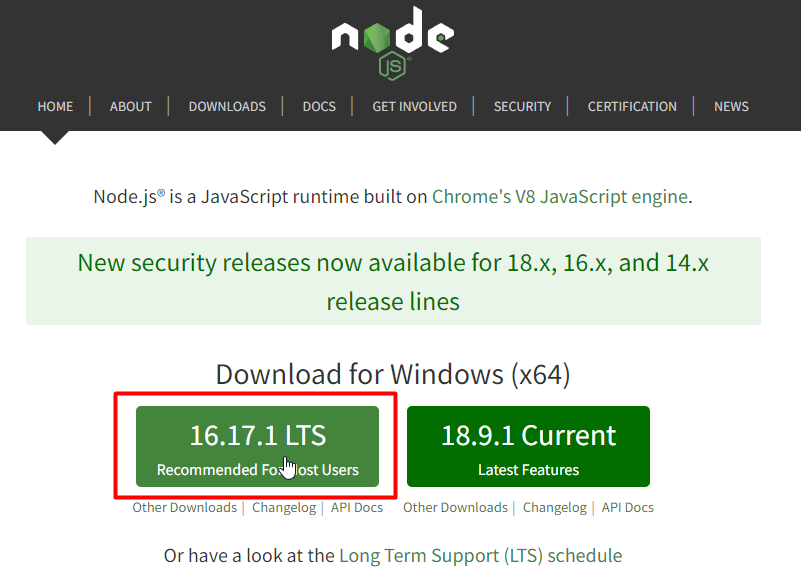 node
JS
HOME | ABOUT | DOWNLOADS | DOCS | GET INVOLVED | SECURITY | CERTIFICATION | NEWS
Node.js® is a JavaScript runtime built on Chrome's V8 JavaScript engine.
New security releases now available for 18.x, 16.x, and 14.x
release lines
Download for Windows (x64)
16.17.1 LTS
Recommended For Most Users
18.9.1 Current
Latest Features
Other Downloads | Changelog | API Docs
Other Downloads | Changelog | API Docs
Or have a look at the Long Term Support (LTS) schedule